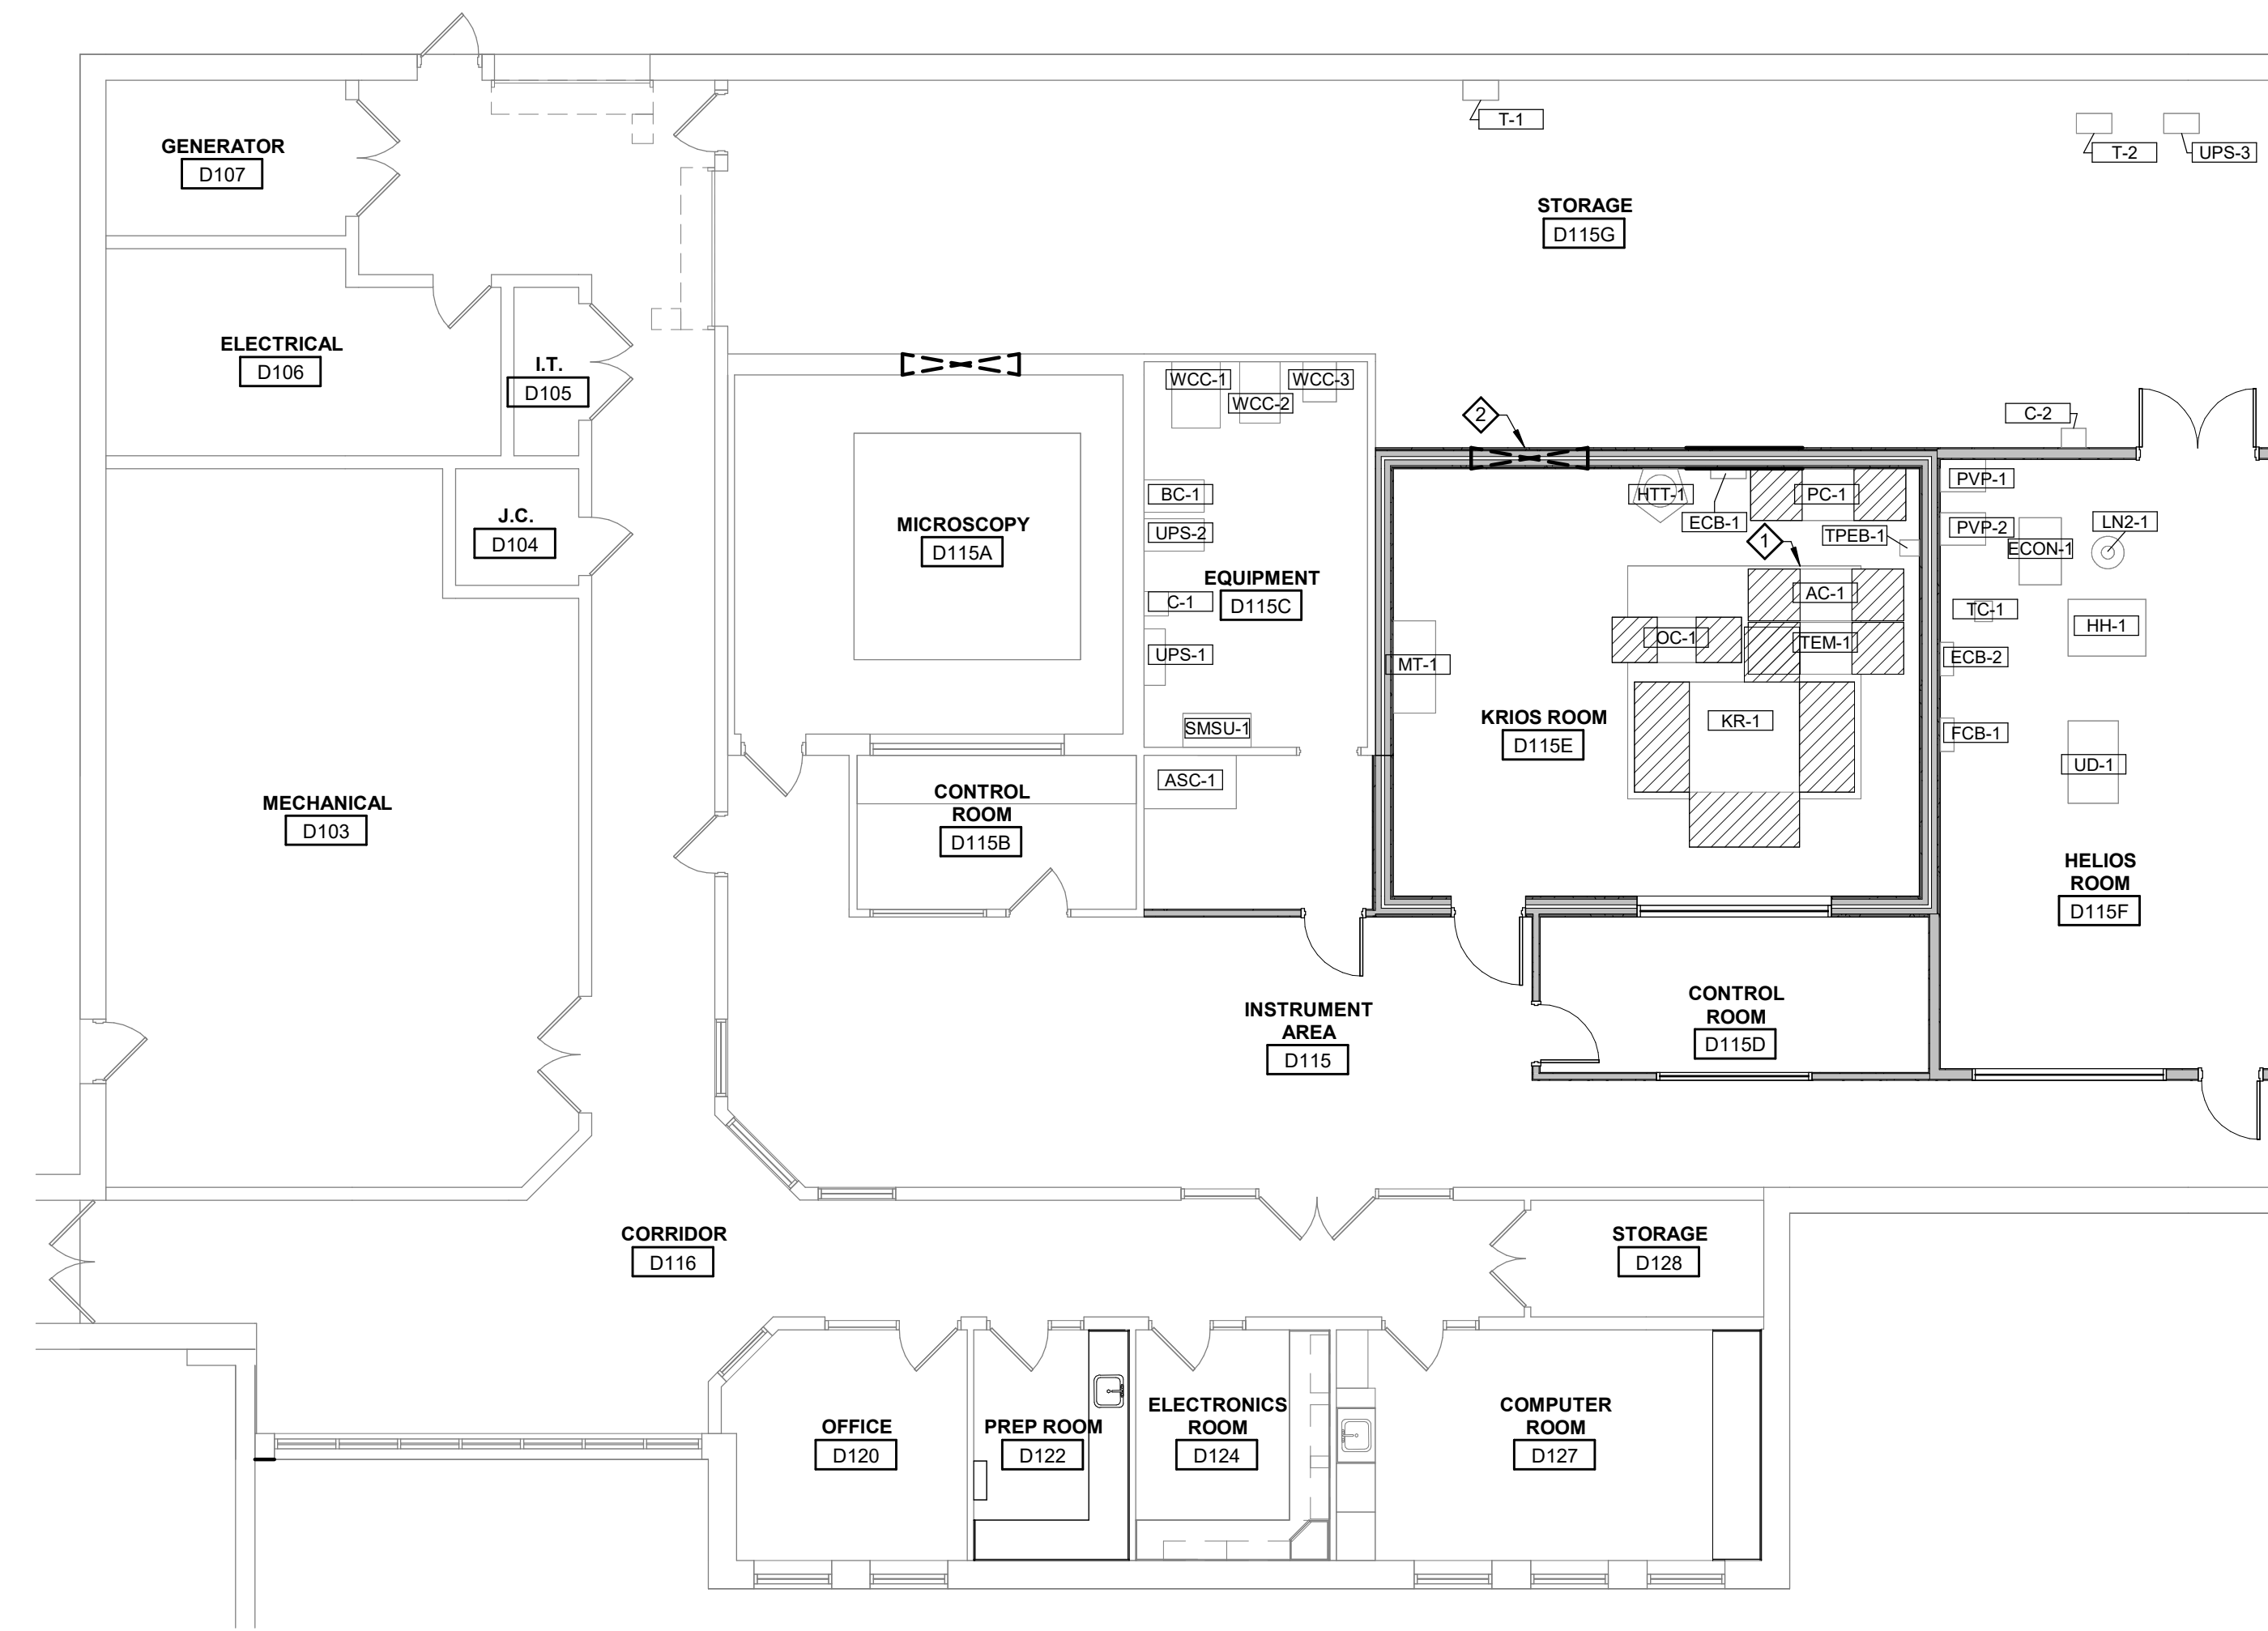 T-1
T-2
UPS-3
GENERATOR
D107
STORAGE
D115G
ELECTRICAL
D106
I.T.
D105
WCC-1
WCC-2
WCC-3
2
C-2
J.C.
D104
MICROSCOPY
D115A
BC-1
UPS-2
EQUIPMENT
D115C
C-1
UPS-1
SMSU-1
ASC-1
HTT-1
ECB-1
PC-1
TPEB-1
1
AC-1
OC-1
TEM-1
MT-1
KR-1
KRIOS ROOM
D115E
PVP-1
PVP-2
ECON-1
LN2-1
TC-1
HH-1
ECB-2
FCB-1
UD-1
MECHANICAL
D103
CONTROL
ROOM
D115B
HELIOS
ROOM
D115F
INSTRUMENT
AREA
D115
CONTROL
ROOM
D115D
CORRIDOR
D116
STORAGE
D128
OFFICE
D120
PREP ROOM
D122
ELECTRONICS
ROOM
D124
COMPUTER
ROOM
D127